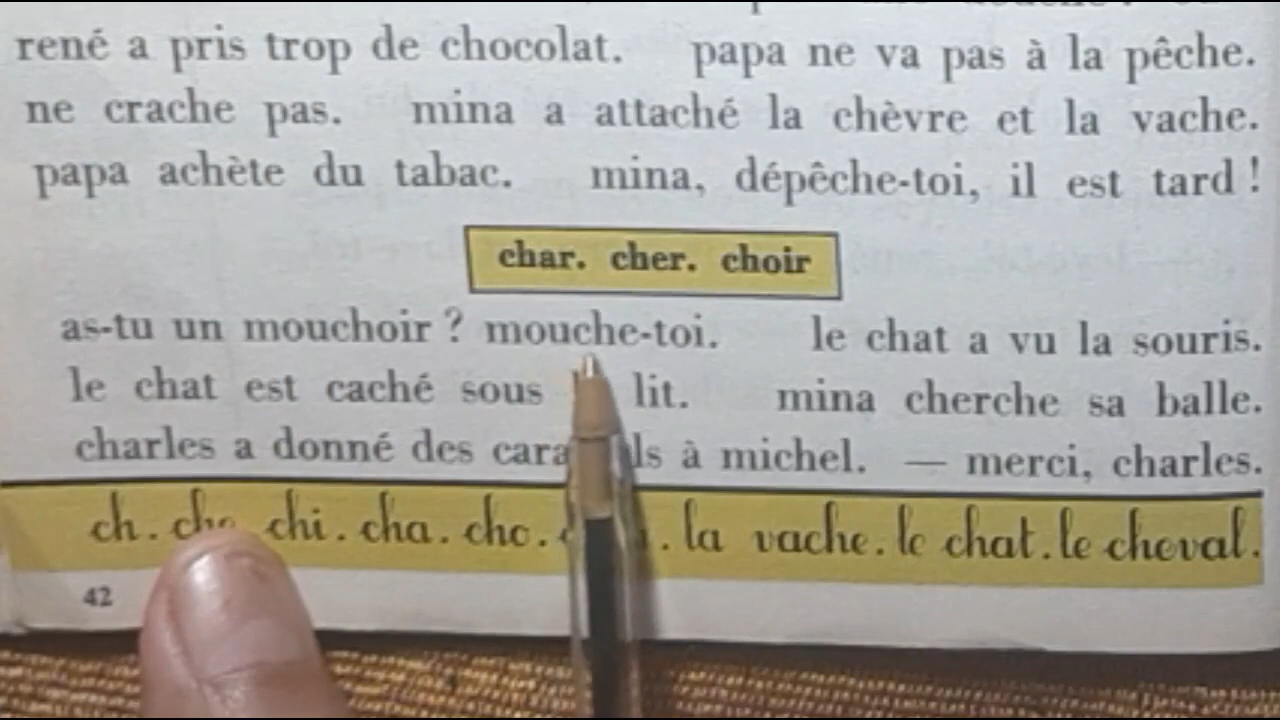 rené a pris trop de chocolat. papa ne va pas à la pêche.
ne crache pas. mina a attaché la chèvre et la vache.
papa achète du tabac. mina, dépêche-toi, il est tard !
char. cher. choir
as-tu un mouchoir ? mouche-toi. le chat a vu la souris.
le chat est caché sous lit. mina cherche sa balle.
charles a donné des à michel. — merci, charles.
ch. chi. cha. cho. la vache. le chat. le cheval.
42